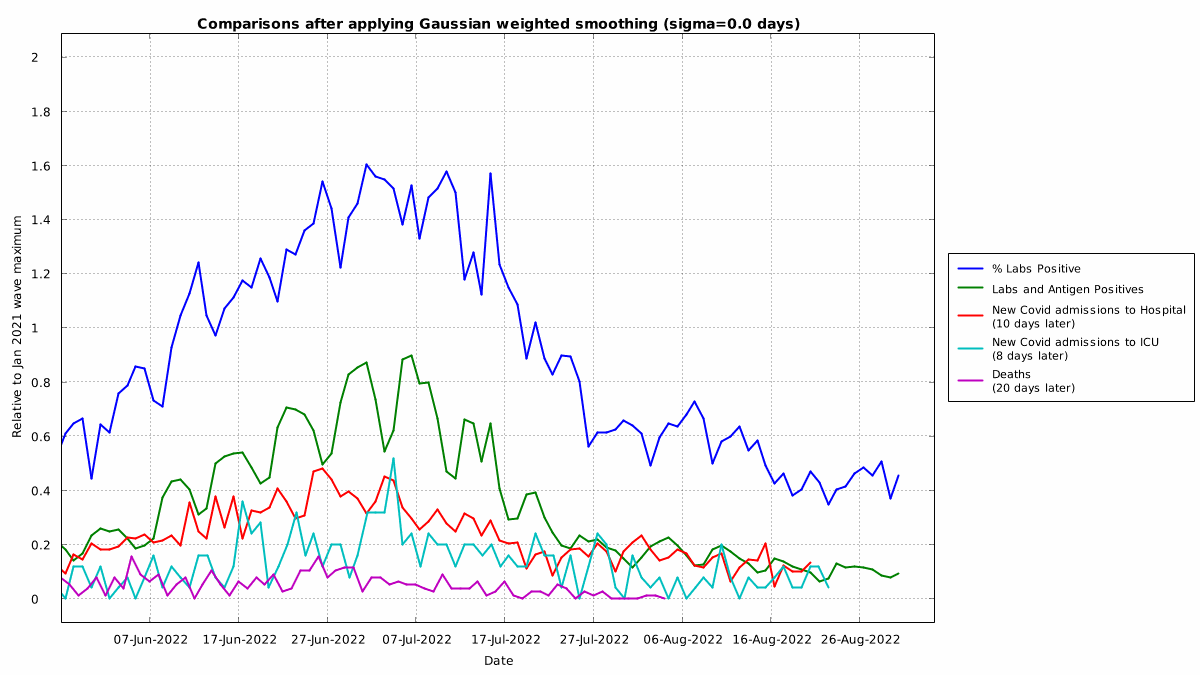 Comparisons after applying Gaussian weighted smoothing (sigma=0.0 days)
2
1.8
1.6
1.4
1.2
1
0.8
0.6
0.4
0.2
0
Relative to Jan 2021 wave maximum
07-Jun-2022 17-Jun-2022 27-Jun-2022 07-Jul-2022 17-Jul-2022 27-Jul-2022 06-Aug-2022 16-Aug-2022 26-Aug-2022
Date
% Labs Positive
Labs and Antigen Positives
New Covid admissions to Hospital
(10 days later)
New Covid admissions to ICU
(8 days later)
Deaths
(20 days later)